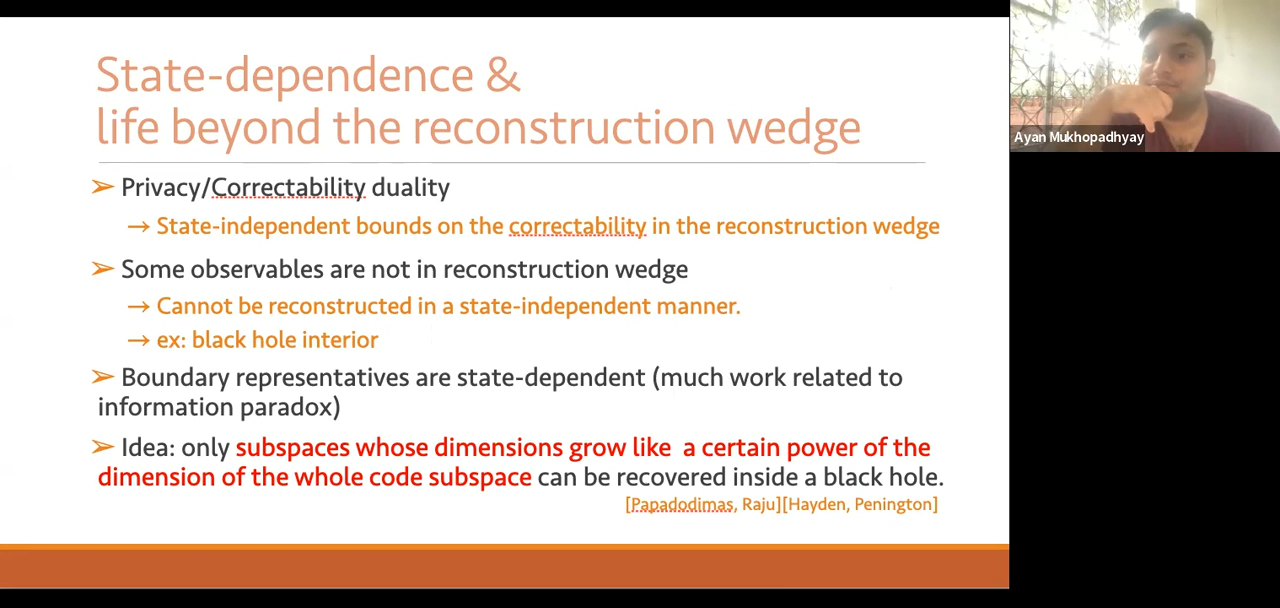 State-dependence &
life beyond the reconstruction wedge
➢ Privacy/Correctability duality
→ State-independent bounds on the correctability in the reconstruction wedge
➢ Some observables are not in reconstruction wedge
→ Cannot be reconstructed in a state-independent manner.
→ ex: black hole interior
➢ Boundary representatives are state-dependent (much work related to
information paradox)
➢ Idea: only subspaces whose dimensions grow like a certain power of the
dimension of the whole code subspace can be recovered inside a black hole.
[Papadodimas, Raju][Hayden, Penington]
Ayan Mukhopadhyay